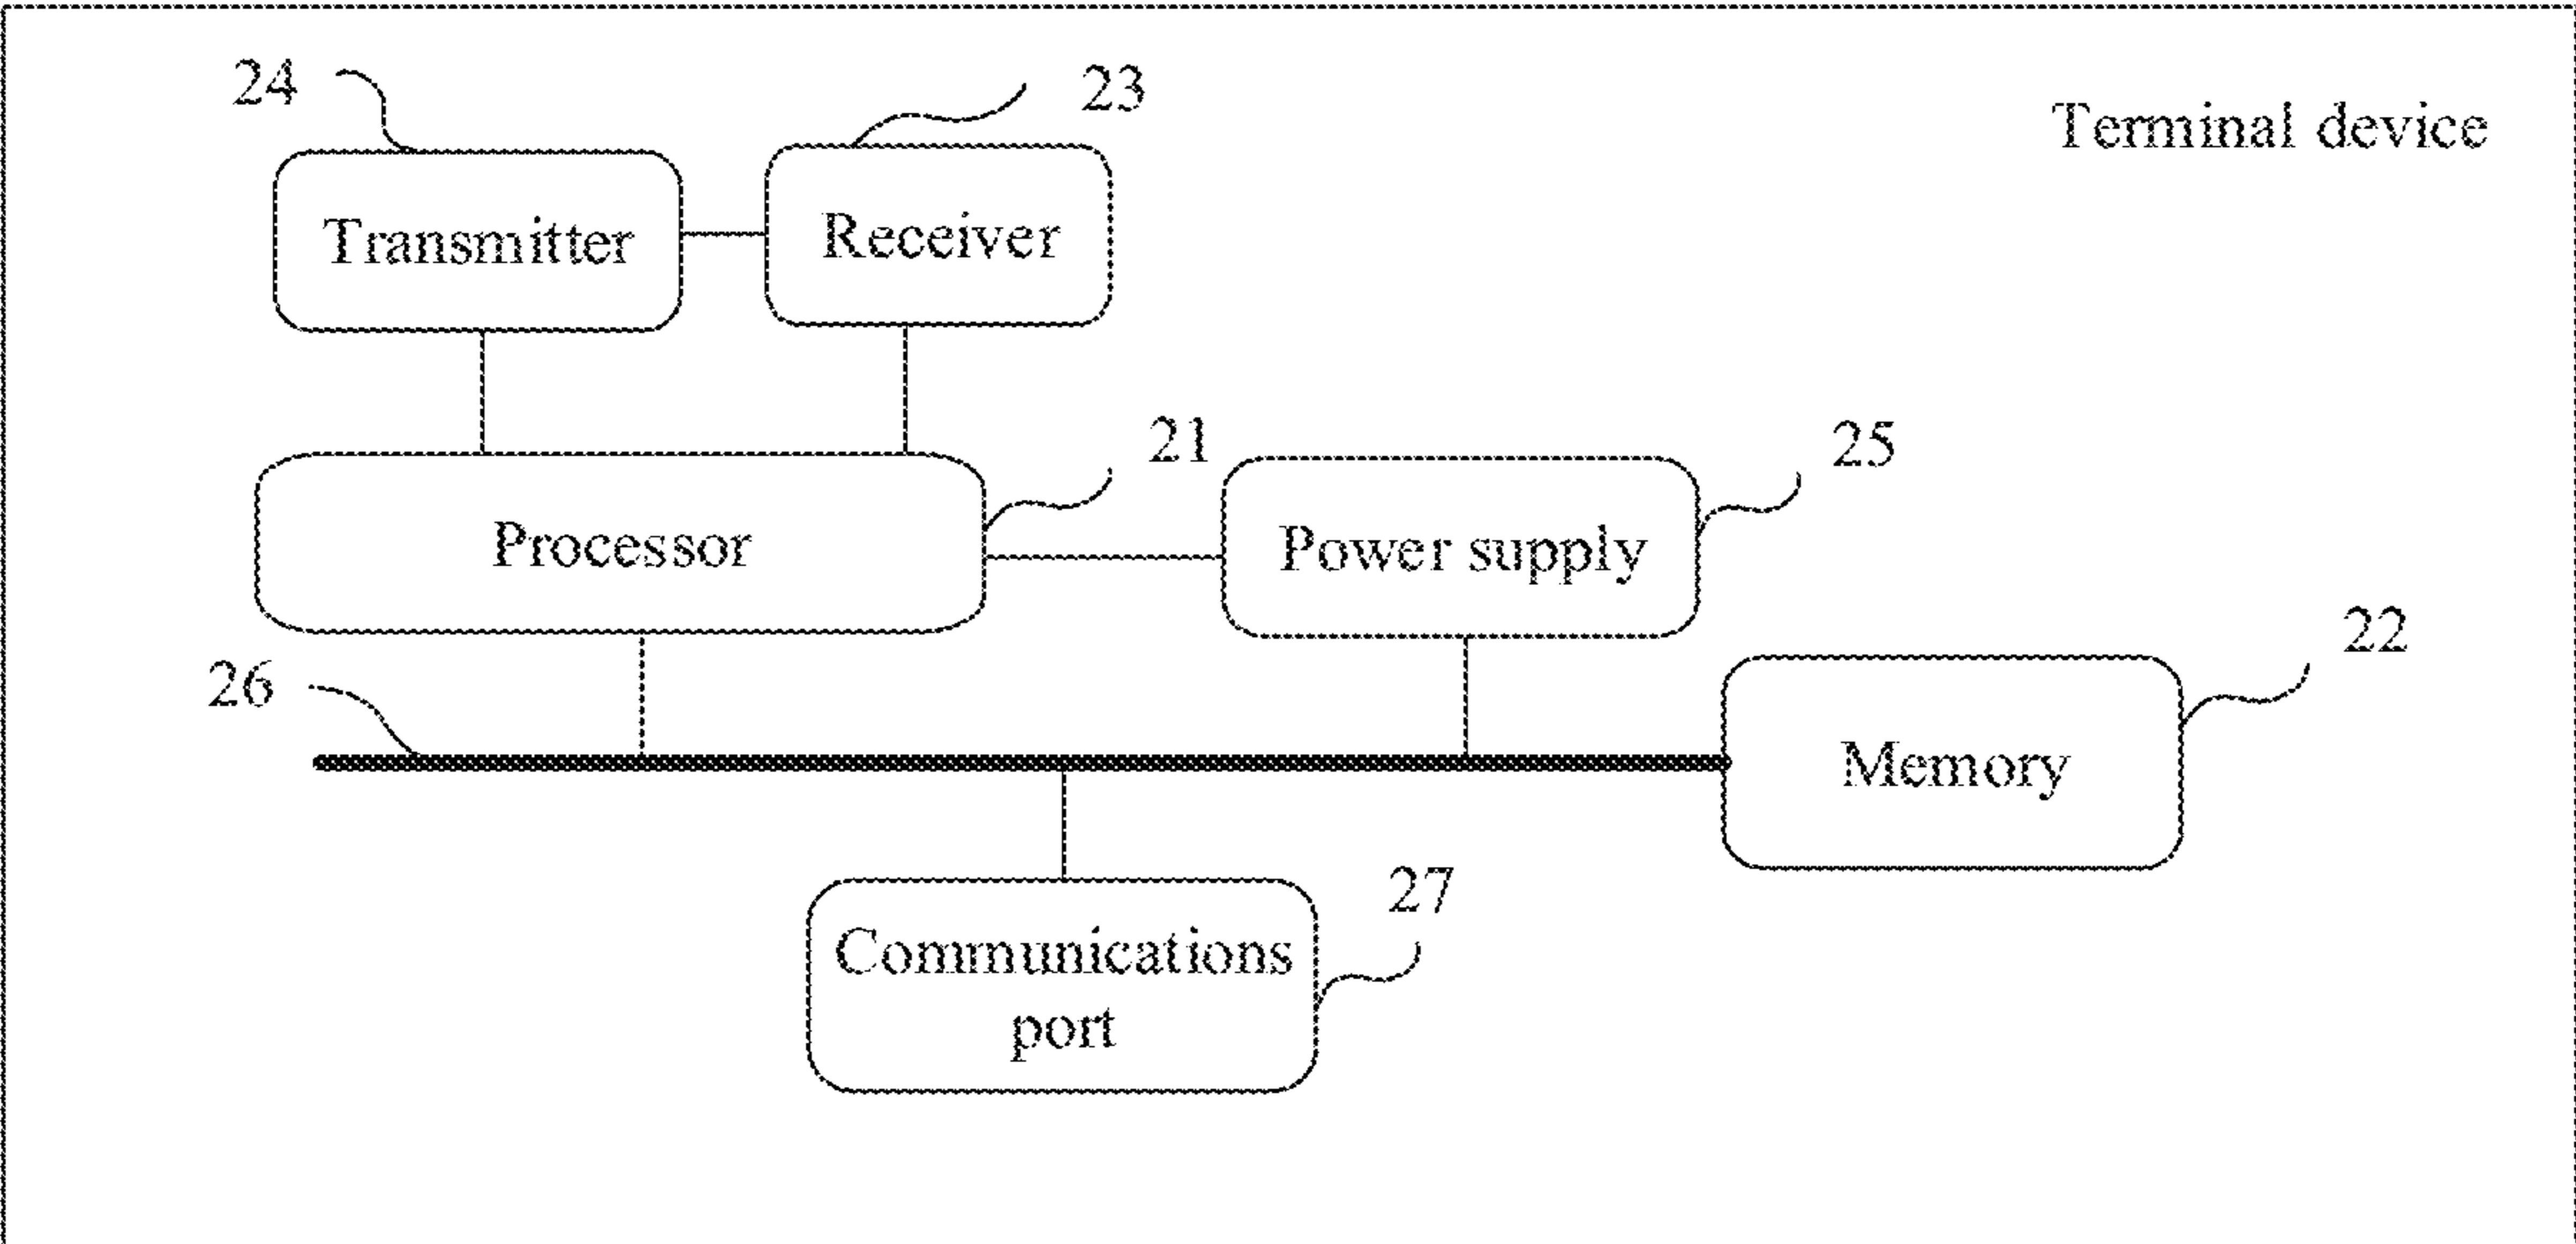 24
23
Terminal device
Transmitter
Receiver
21
25
Processor
Power supply
22
26
Memory
27
Communications
port